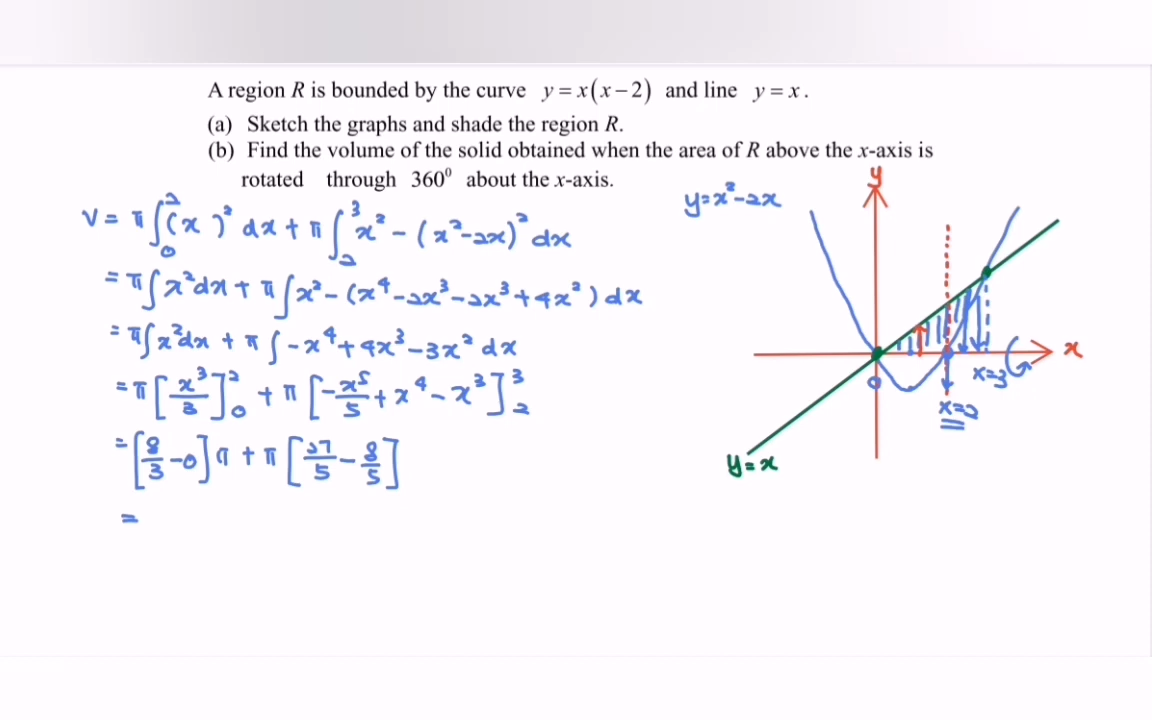 A region R is bounded by the curve y = x(x−2) and line y = x.
(a) Sketch the graphs and shade the region R.
(b) Find the volume of the solid obtained when the area of R above the x-axis is
rotated through 360⁰ about the x-axis.
V = π∫₀² (x)² dx + π∫₂³ x² − (x²−2x)² dx
= π∫x²dx + π∫x² − (x⁴−2x³−2x³+4x²) dx
= π∫x²dx + π∫−x⁴+4x³−3x² dx
= π[x³/3]₀² + π[−x⁵/5 + x⁴ − x³]₂³
= [8/3 − 0]π + π[27/5 − 8/5]
=
y=x²−2x
y
x
0
x=2
x=3
y=x